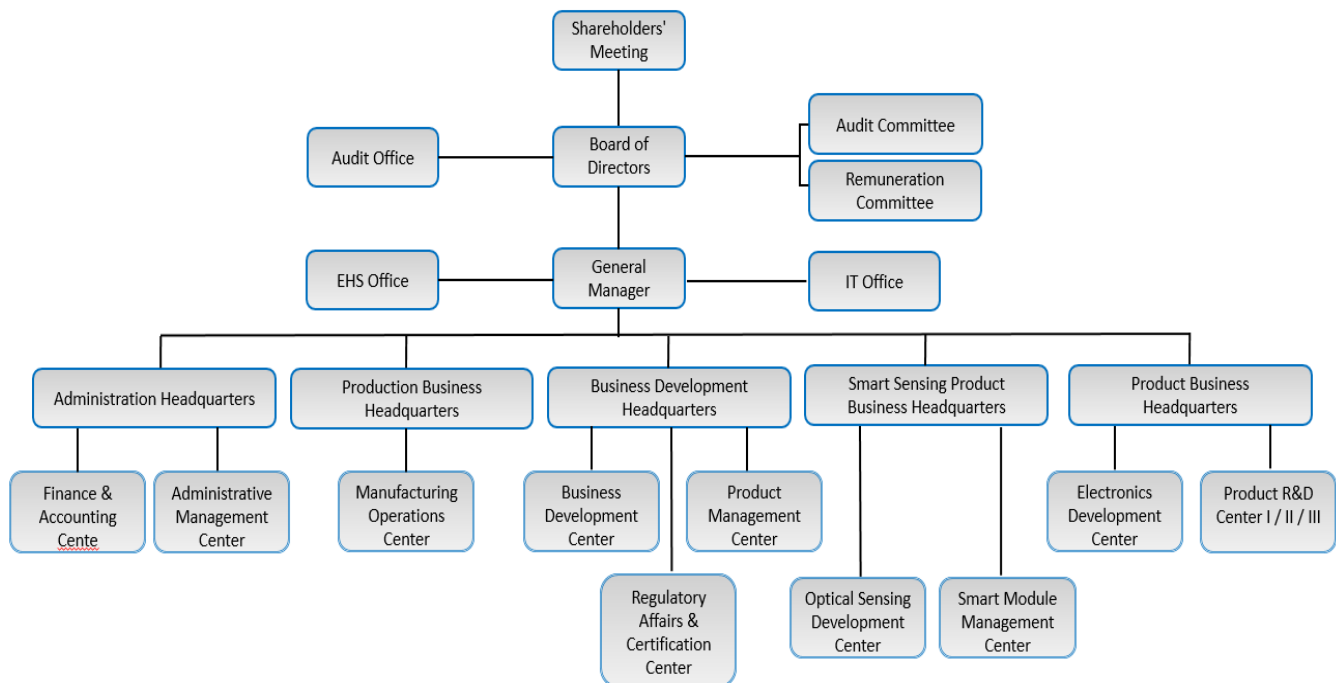 Shareholders'
Meeting
Audit Office
Board of
Directors
Audit Committee
Remuneration
Committee
EHS Office
General
Manager
IT Office
Administration Headquarters
Production Business
Headquarters
Business Development
Headquarters
Smart Sensing Product
Business Headquarters
Product Business
Headquarters
Finance &
Accounting
Cente
Administrative
Management
Center
Manufacturing
Operations
Center
Business
Development
Center
Product
Management
Center
Electronics
Development
Center
Product R&D
Center I / II / III
Regulatory
Affairs &
Certification
Center
Optical Sensing
Development
Center
Smart Module
Management
Center